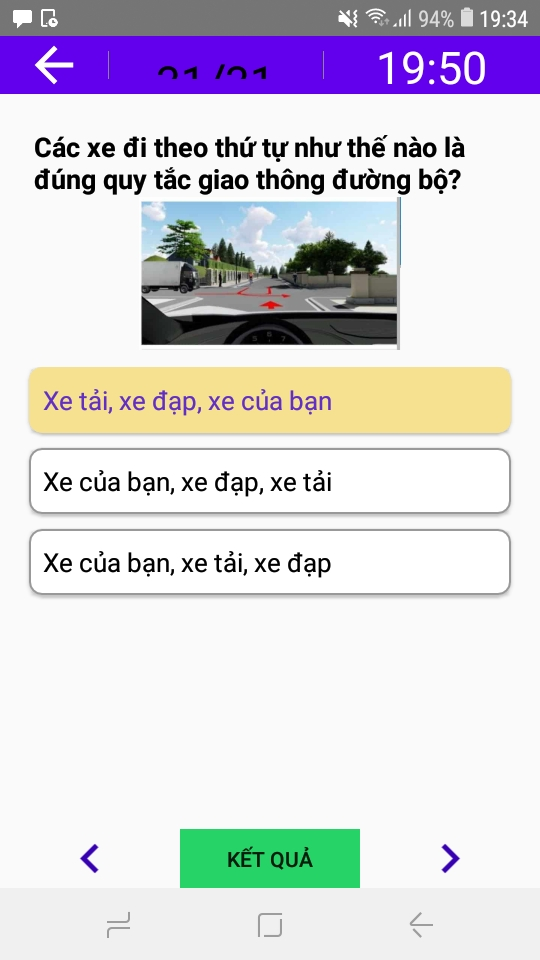 94% 19:34
19:50
Các xe đi theo thứ tự như thế nào là
đúng quy tắc giao thông đường bộ?
Xe tải, xe đạp, xe của bạn
Xe của bạn, xe đạp, xe tải
Xe của bạn, xe tải, xe đạp
KẾT QUẢ